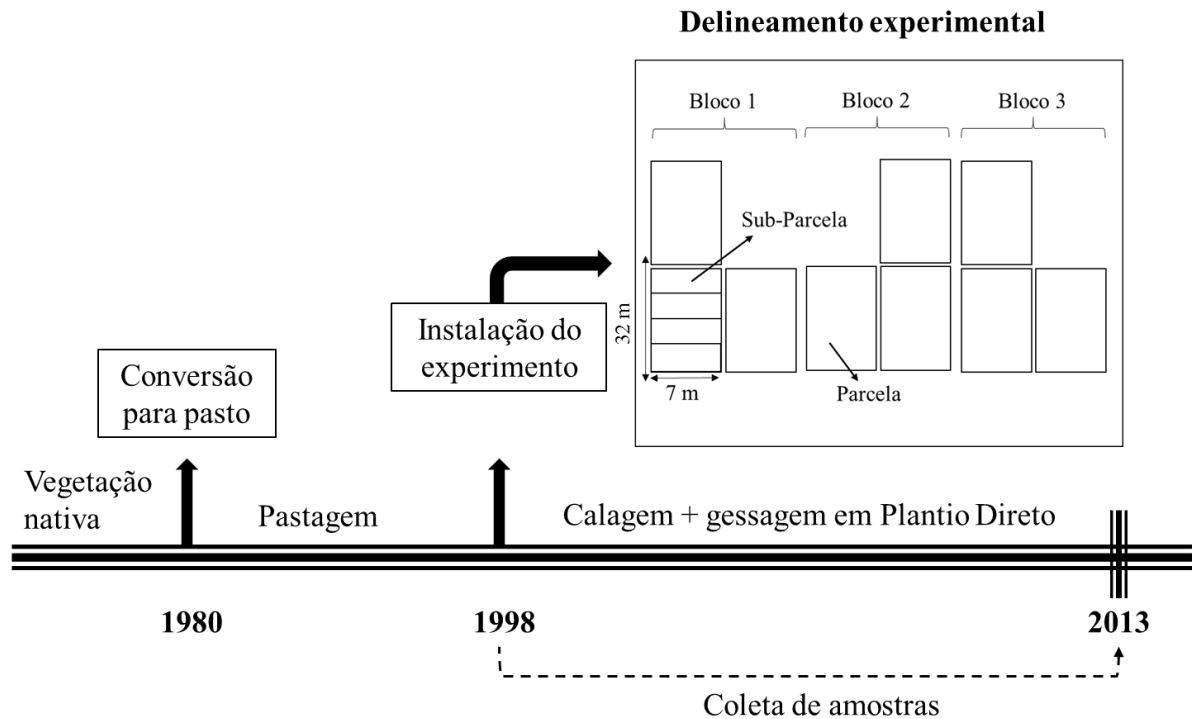 Delineamento experimental
Bloco 1
Bloco 2
Bloco 3
Sub-Parcela
32 m
7 m
Parcela
Instalação do
experimento
Conversão
para pasto
Vegetação
nativa
Pastagem
Calagem + gessagem em Plantio Direto
1980
1998
2013
Coleta de amostras